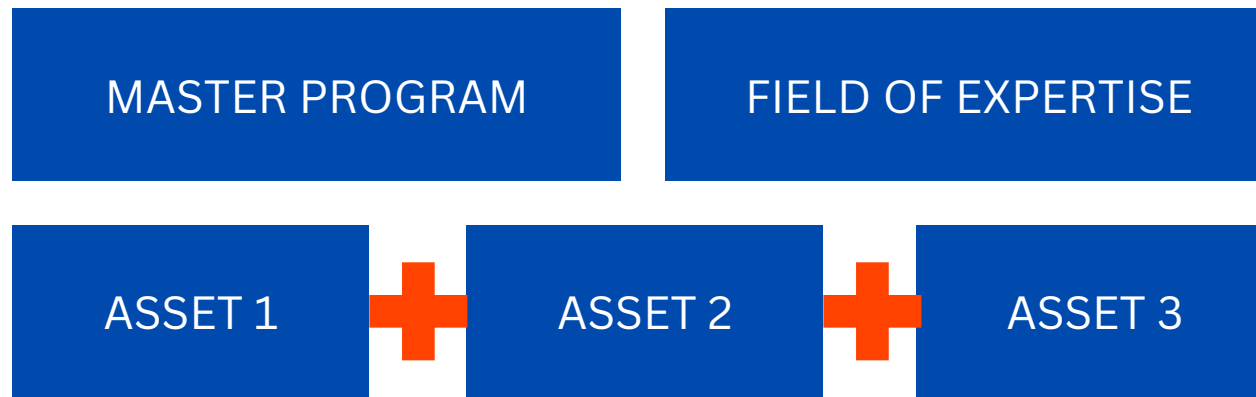 MASTER PROGRAM
FIELD OF EXPERTISE
ASSET 1
ASSET 2
ASSET 3